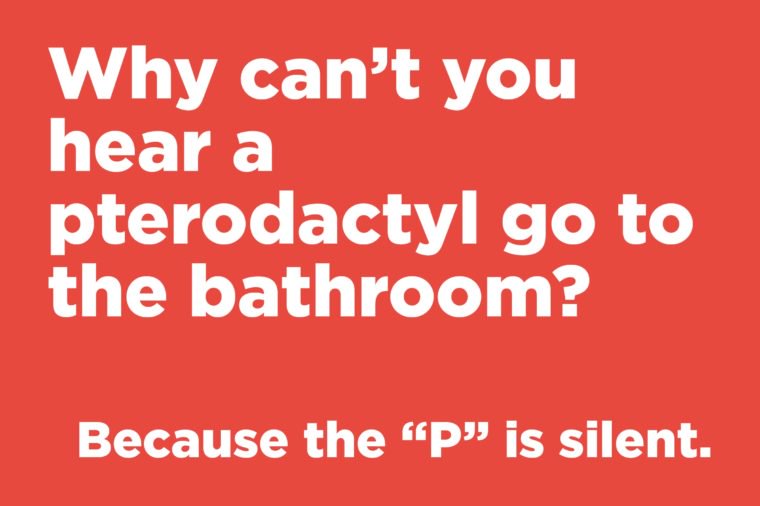 Why can’t you
hear a
pterodactyl go to
the bathroom?
Because the “P” is silent.